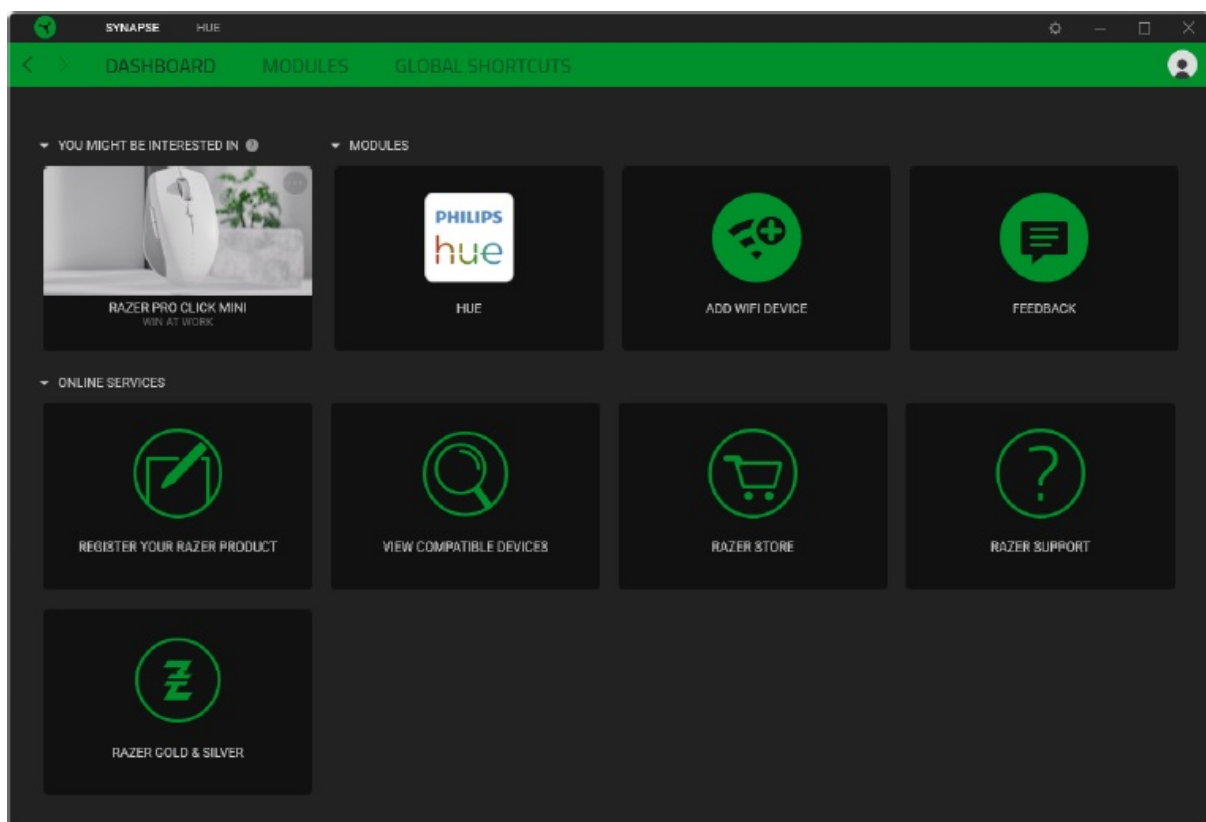 SYNAPSE HUE
DASHBOARD MODULES GLOBAL SHORTCUTS
YOU MIGHT BE INTERESTED IN
MODULES
RAZER PRO CLICK MINI
WIN AT WORK
PHILIPS
hue
HUE
ADD WIFI DEVICE
FEEDBACK
ONLINE SERVICES
REGISTER YOUR RAZER PRODUCT
VIEW COMPATIBLE DEVICES
RAZER STORE
?
RAZER SUPPORT
RAZER GOLD & SILVER